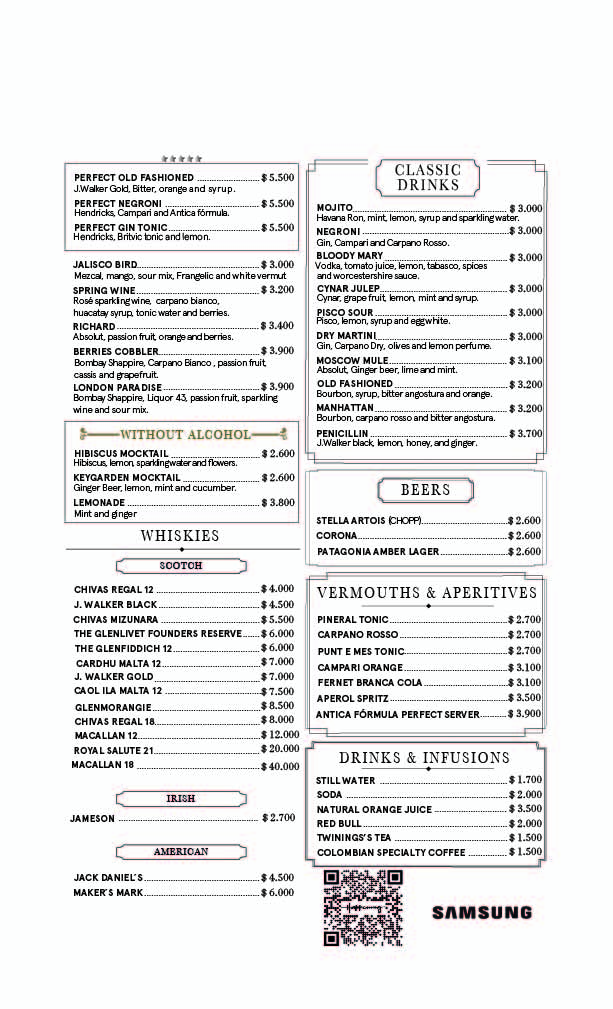 PERFECT OLD FASHIONED ........ $ 5.500
J.Walker Gold, Bitter, orange and syrup.
PERFECT NEGRONI ........ $ 5.500
Hendricks, Campari and Antica fórmula.
PERFECT GIN TONIC ........ $ 5.500
Hendricks, Britvic tonic and lemon.
JALISCO BIRD ........ $ 3.000
Mezcal, mango, sour mix, Frangelic and white vermut
SPRING WINE ........ $ 3.200
Rosé sparkling wine, carpano bianco,
huacatay syrup, tonic water and berries.
RICHARD ........ $ 3.400
Absolut, passion fruit, orange and berries.
BERRIES COBBLER ........ $ 3.900
Bombay Shappire, Carpano Bianco , passion fruit,
cassis and grapefruit.
LONDON PARADISE ........ $ 3.900
Bombay Shappire, Liquor 43, passion fruit, sparkling
wine and sour mix.
WITHOUT ALCOHOL
HIBISCUS MOCKTAIL ........ $ 2.600
Hibiscus, lemon, sparkling water and flowers.
KEYGARDEN MOCKTAIL ........ $ 2.600
Ginger Beer, lemon, mint and cucumber.
LEMONADE ........ $ 3.800
Mint and ginger
WHISKIES
SCOTCH
CHIVAS REGAL 12 ........ $ 4.000
J. WALKER BLACK ........ $ 4.500
CHIVAS MIZUNARA ........ $ 5.500
THE GLENLIVET FOUNDERS RESERVE ........ $ 6.000
THE GLENFIDDICH 12 ........ $ 6.000
CARDHU MALTA 12 ........ $ 7.000
J. WALKER GOLD ........ $ 7.000
CAOL ILA MALTA 12 ........ $ 7.500
GLENMORANGIE ........ $ 8.500
CHIVAS REGAL 18 ........ $ 8.000
MACALLAN 12 ........ $ 12.000
ROYAL SALUTE 21 ........ $ 20.000
MACALLAN 18 ........ $ 40.000
IRISH
JAMESON ........ $ 2.700
AMERICAN
JACK DANIEL'S ........ $ 4.500
MAKER'S MARK ........ $ 6.000
CLASSIC
DRINKS
MOJITO ........ $ 3.000
Havana Ron, mint, lemon, syrup and sparkling water.
NEGRONI ........ $ 3.000
Gin, Campari and Carpano Rosso.
BLOODY MARY ........ $ 3.000
Vodka, tomato juice, lemon, tabasco, spices
and worcestershire sauce.
CYNAR JULEP ........ $ 3.000
Cynar, grape fruit, lemon, mint and syrup.
PISCO SOUR ........ $ 3.000
Pisco, lemon, syrup and egg white.
DRY MARTINI ........ $ 3.000
Gin, Carpano Dry, olives and lemon perfume.
MOSCOW MULE ........ $ 3.100
Absolut, Ginger beer, lime and mint.
OLD FASHIONED ........ $ 3.200
Bourbon, syrup, bitter angostura and orange.
MANHATTAN ........ $ 3.200
Bourbon, carpano rosso and bitter angostura.
PENICILLIN ........ $ 3.700
J.Walker black, lemon, honey, and ginger.
BEERS
STELLA ARTOIS (CHOPP) ........ $ 2.600
CORONA ........ $ 2.600
PATAGONIA AMBER LAGER ........ $ 2.600
VERMOUTHS & APERITIVES
PINERAL TONIC ........ $ 2.700
CARPANO ROSSO ........ $ 2.700
PUNT E MES TONIC ........ $ 2.700
CAMPARI ORANGE ........ $ 3.100
FERNET BRANCA COLA ........ $ 3.100
APEROL SPRITZ ........ $ 3.500
ANTICA FÓRMULA PERFECT SERVER ........ $ 3.900
DRINKS & INFUSIONS
STILL WATER ........ $ 1.700
SODA ........ $ 2.000
NATURAL ORANGE JUICE ........ $ 3.500
RED BULL ........ $ 2.000
TWININGS'S TEA ........ $ 1.500
COLOMBIAN SPECIALTY COFFEE ........ $ 1.500
SAMSUNG